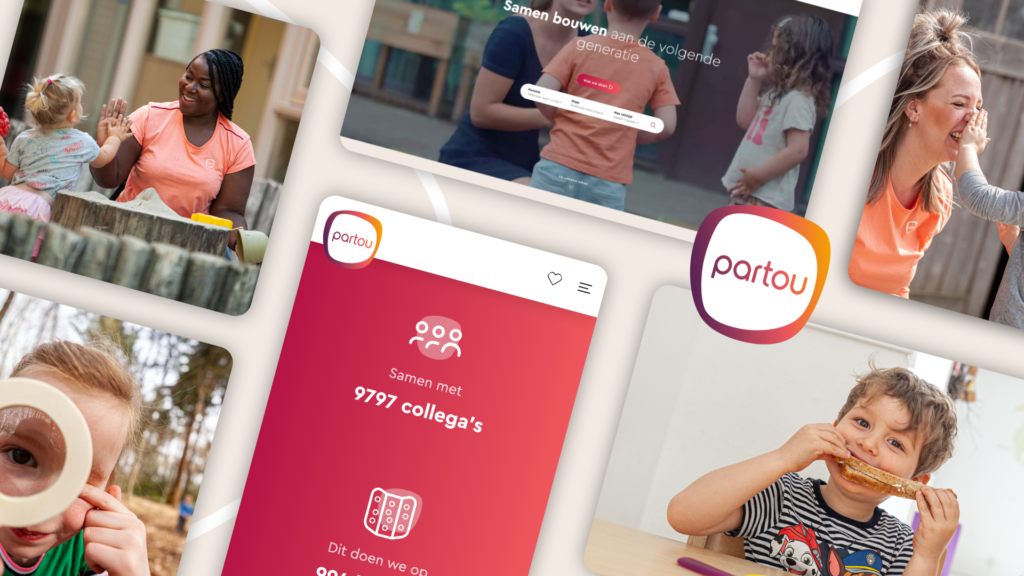 Samen bouwen aan de volgende
generatie
partou
partou
Samen met
9797 collega's
Dit doen we op